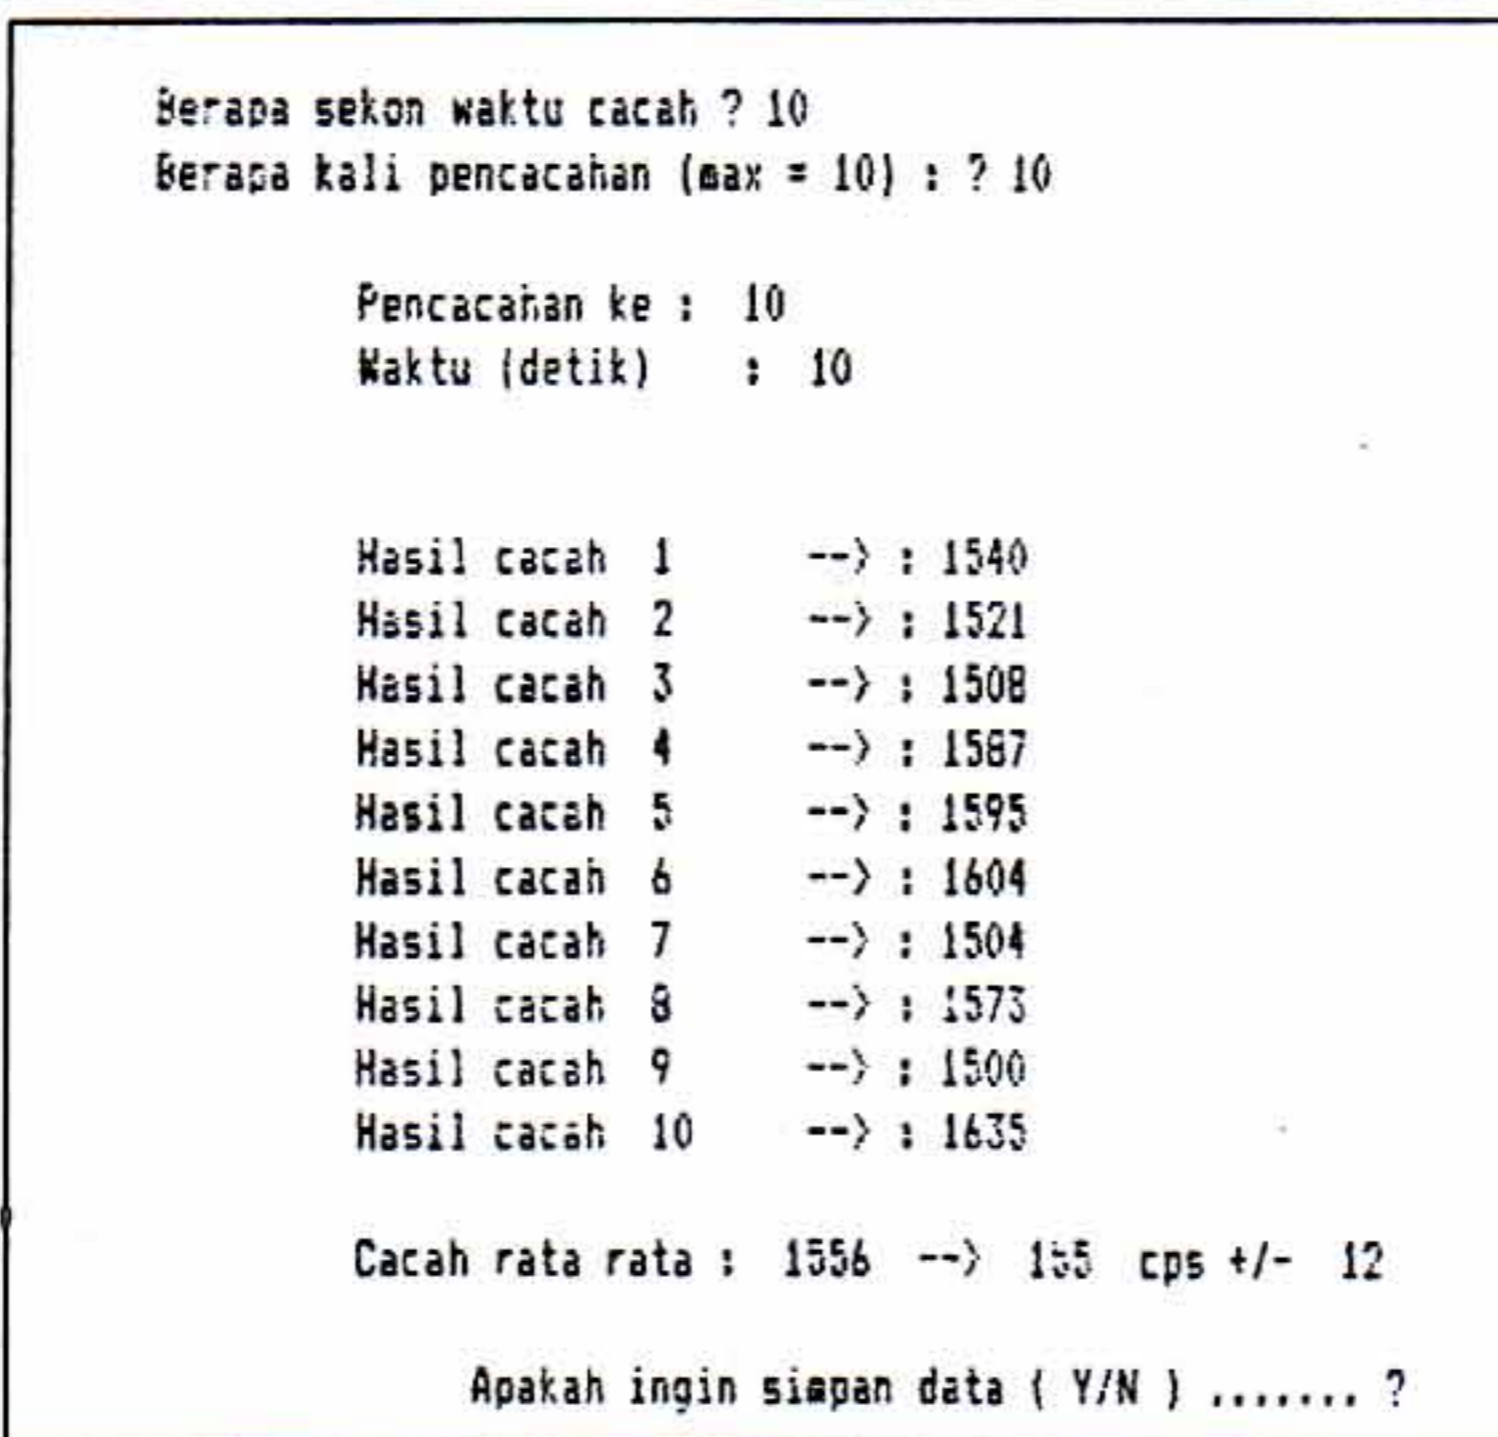 Berapa sekon waktu cacah ? 10
Berapa kali pencacahan (max = 10) : ? 10
Pencacahan ke : 10
Waktu (detik) : 10
Hasil cacah 1 --> : 1540
Hasil cacah 2 --> : 1521
Hasil cacah 3 --> : 1508
Hasil cacah 4 --> : 1587
Hasil cacah 5 --> : 1595
Hasil cacah 6 --> : 1604
Hasil cacah 7 --> : 1504
Hasil cacah 8 --> : 1573
Hasil cacah 9 --> : 1500
Hasil cacah 10 --> : 1635
Cacah rata rata : 1556 --> 155 cps +/- 12
Apakah ingin simpan data ( Y/N ) ....... ?